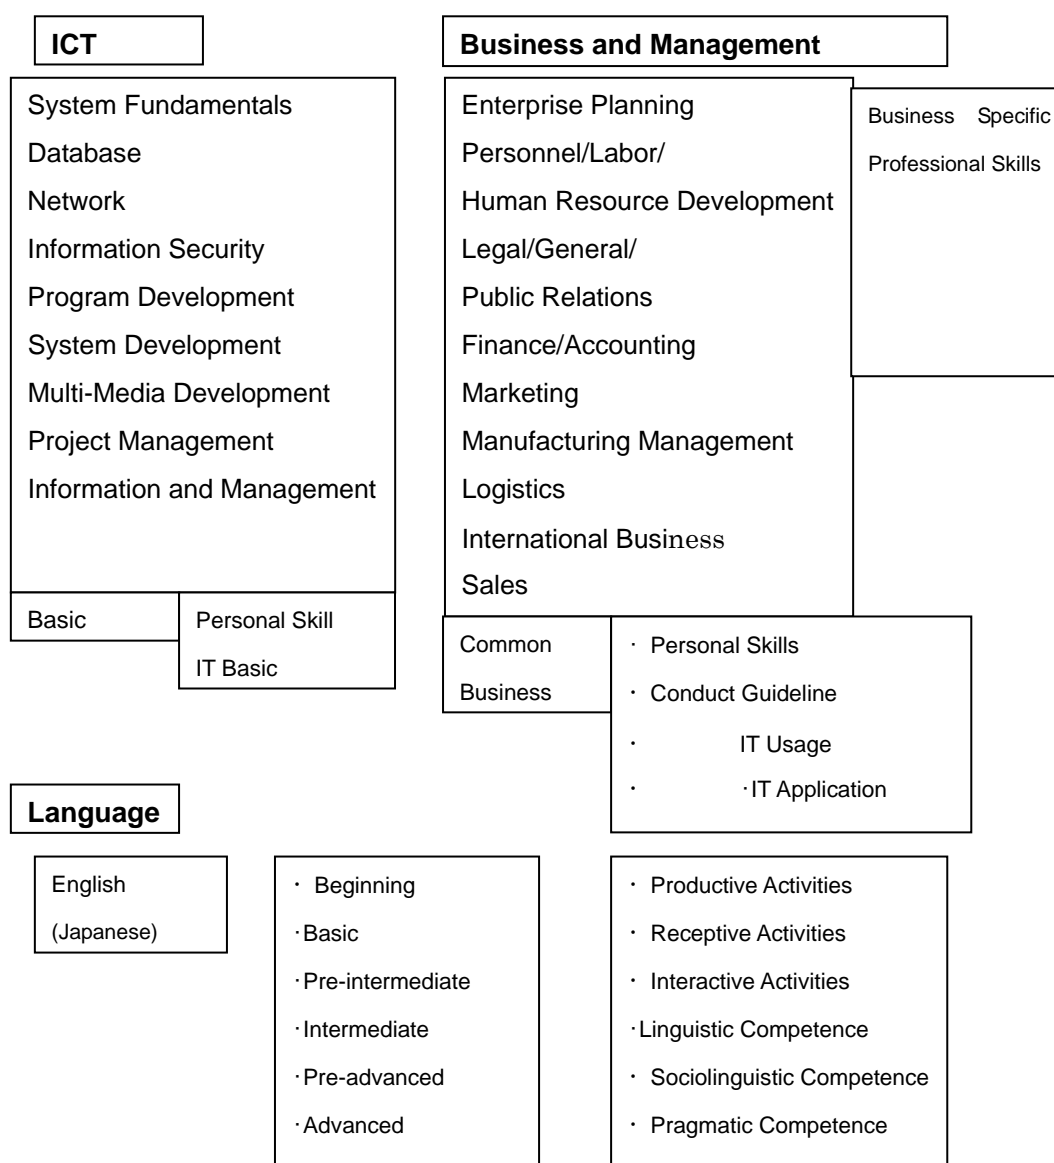 ICT
System Fundamentals
Database
Network
Information Security
Program Development
System Development
Multi-Media Development
Project Management
Information and Management
Basic
Personal Skill
IT Basic
Business and Management
Enterprise Planning
Personnel/Labor/
Human Resource Development
Legal/General/
Public Relations
Finance/Accounting
Marketing
Manufacturing Management
Logistics
International Business
Sales
Business Specific
Professional Skills
Common
Business
・ Personal Skills
・ Conduct Guideline
・ IT Usage
・ ・IT Application
Language
English
(Japanese)
・ Beginning
・Basic
・Pre-intermediate
・Intermediate
・Pre-advanced
・Advanced
・ Productive Activities
・ Receptive Activities
・ Interactive Activities
・Linguistic Competence
・ Sociolinguistic Competence
・ Pragmatic Competence